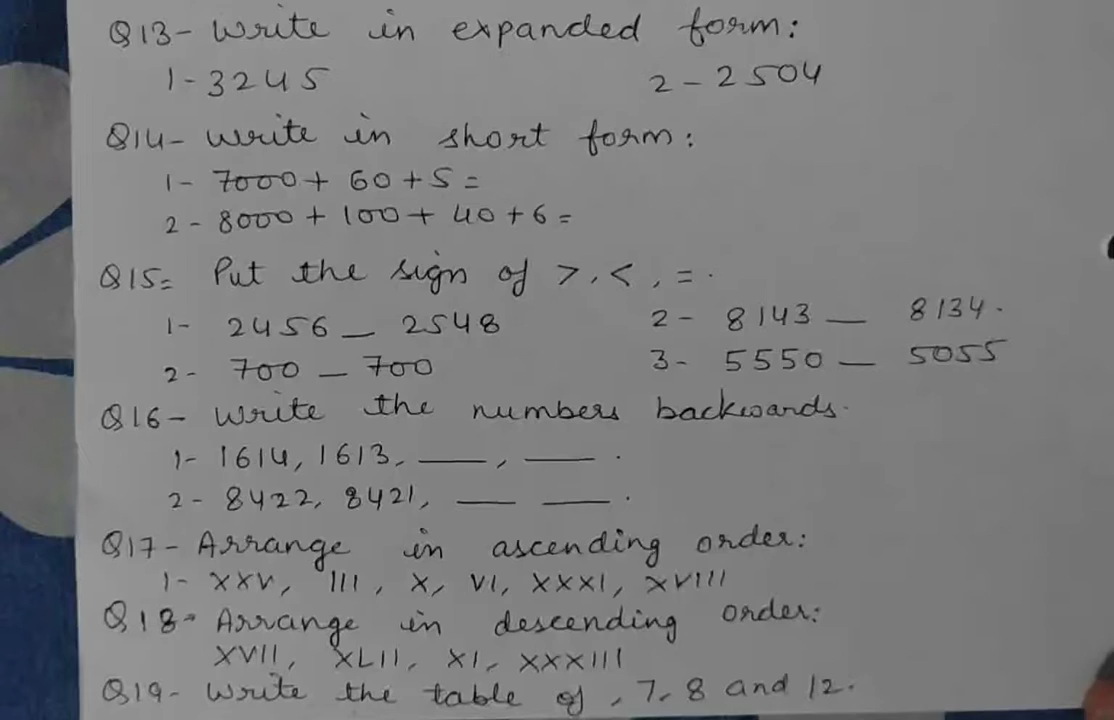 Q13- Write in expanded form:
1- 3245 2- 2504
Q14- Write in short form:
1- 7000 + 60 + 5 =
2- 8000 + 100 + 40 + 6 =
Q15= Put the sign of >, <, =.
1- 2456 _ 2548 2- 8143 _ 8134.
2- 700 _ 700 3- 5550 _ 5055
Q16- Write the numbers backwards.
1- 1614, 1613, ___, ___.
2- 8422, 8421, ___ ___.
Q17- Arrange in ascending order:
1- XXV, III, X, VI, XXXI, XVIII
Q18- Arrange in descending order:
XVII, XLII, XI, XXXIII
Q19- Write the table of, 7, 8 and 12.